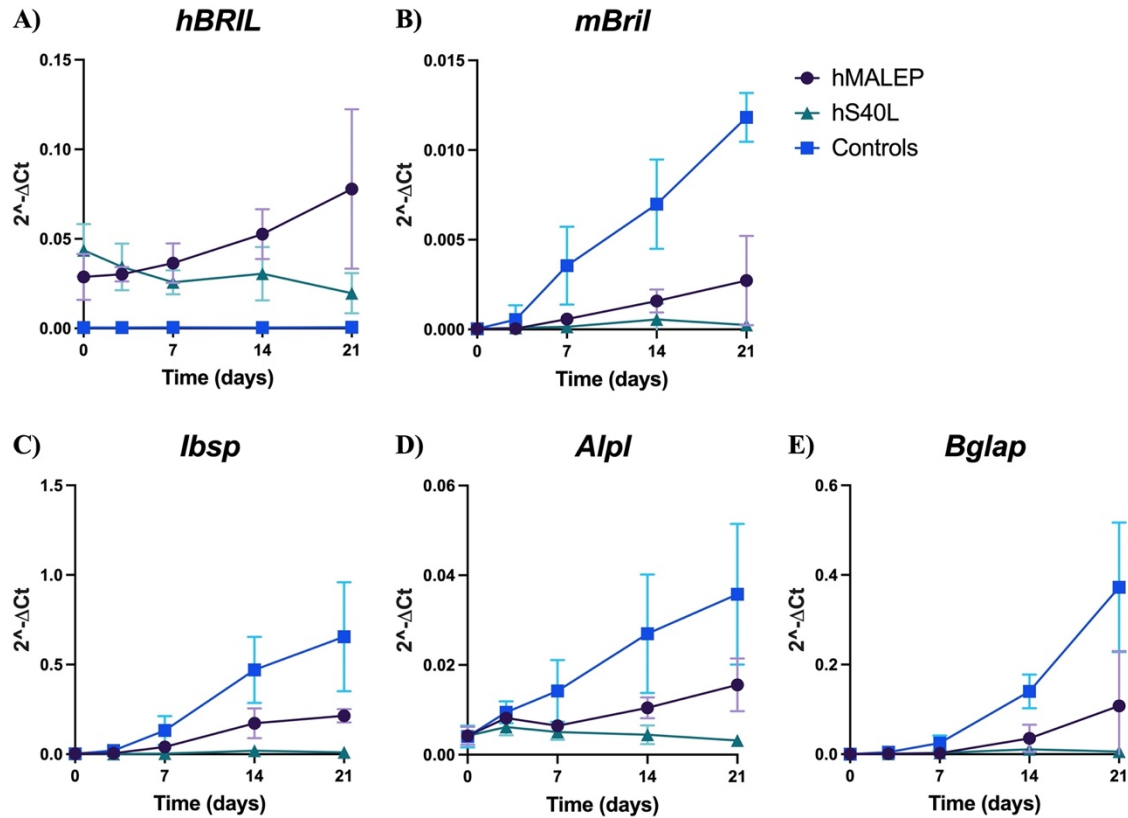 A)
hBRIL
0.15
0.10
0.05
0.00
2^-ΔCt
0 7 14 21
Time (days)
B)
mBril
0.015
0.010
0.005
0.000
2^-ΔCt
0 7 14 21
Time (days)
hMALEP
hS40L
Controls
C)
Ibsp
1.5
1.0
0.5
0.0
2^-ΔCt
0 7 14 21
Time (days)
D)
Alpl
0.06
0.04
0.02
0.00
2^-ΔCt
0 7 14 21
Time (days)
E)
Bglap
0.6
0.4
0.2
0.0
2^-ΔCt
0 7 14 21
Time (days)